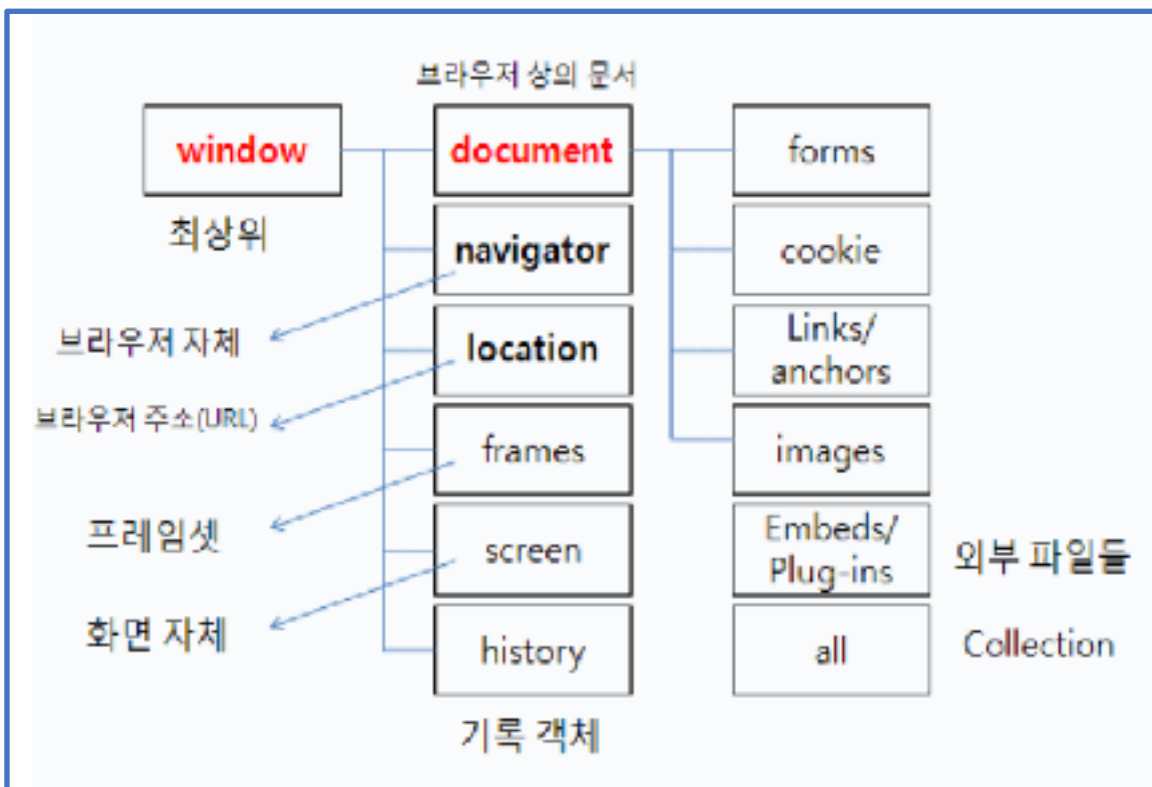 브라우저 상의 문서
window
document
forms
최상위
navigator
cookie
브라우저 자체
location
Links/
anchors
브라우저 주소(URL)
frames
images
프레임셋
screen
Embeds/
Plug-ins
외부 파일들
화면 자체
history
all
Collection
기록 객체